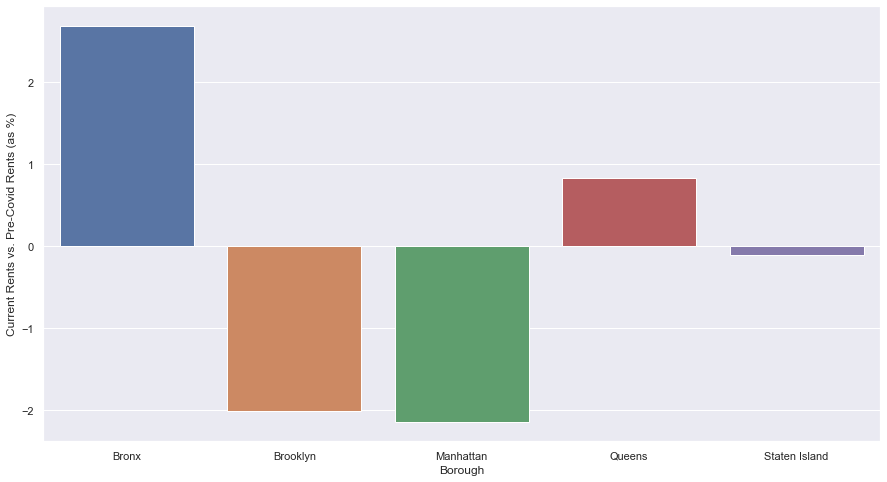 Current Rents vs. Pre-Covid Rents (as %)
2
1
0
−1
−2
Bronx Brooklyn Manhattan Queens Staten Island
Borough